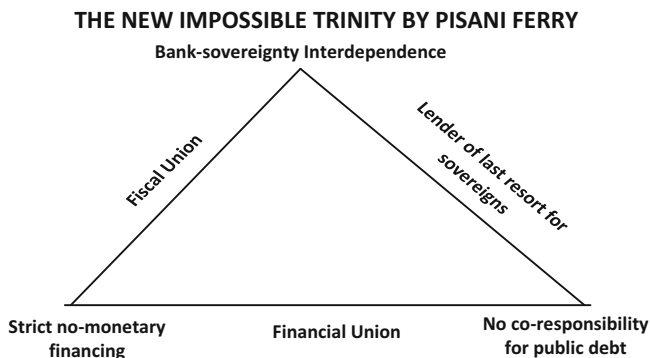 THE NEW IMPOSSIBLE TRINITY BY PISANI FERRY
Bank-sovereignty Interdependence
Fiscal Union
Lender of last resort for
sovereigns
Strict no-monetary
financing
Financial Union
No co-responsibility
for public debt